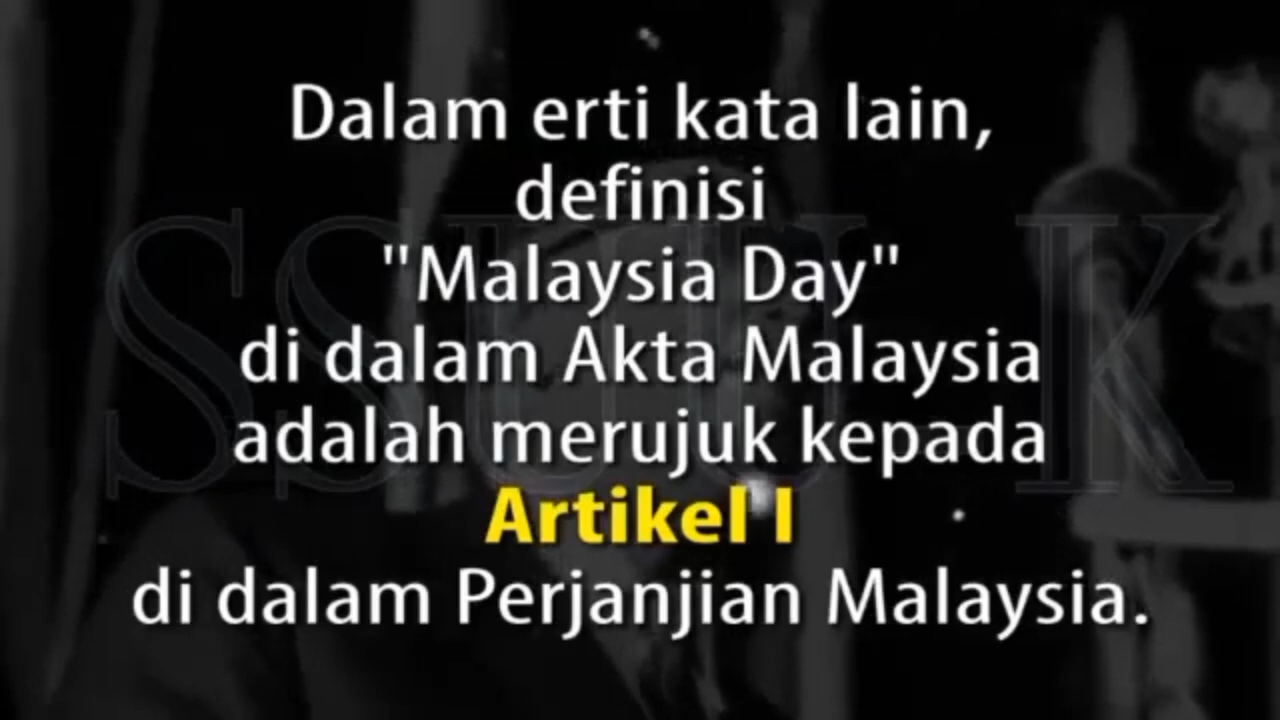 Dalam erti kata lain,
definisi
"Malaysia Day"
di dalam Akta Malaysia
adalah merujuk kepada
Artikel I
di dalam Perjanjian Malaysia.
SSUU - K